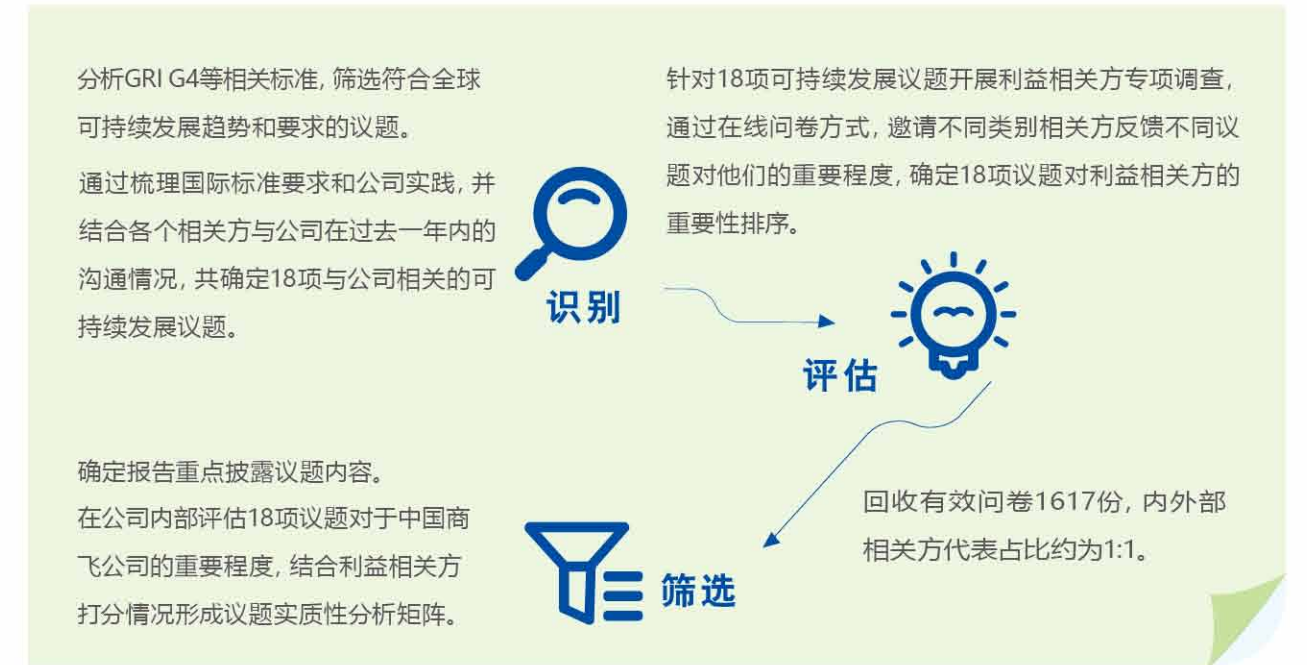 分析GRI G4等相关标准, 筛选符合全球
可持续发展趋势和要求的议题。
通过梳理国际标准要求和公司实践, 并
结合各个相关方与公司在过去一年内的
沟通情况, 共确定18项与公司相关的可
持续发展议题。
识别
针对18项可持续发展议题开展利益相关方专项调查,
通过在线问卷方式, 邀请不同类别相关方反馈不同议
题对他们的重要程度, 确定18项议题对利益相关方的
重要性排序。
评估
回收有效问卷1617份, 内外部
相关方代表占比约为1:1。
确定报告重点披露议题内容。
在公司内部评估18项议题对于中国商
飞公司的重要程度, 结合利益相关方
打分情况形成议题实质性分析矩阵。
筛选